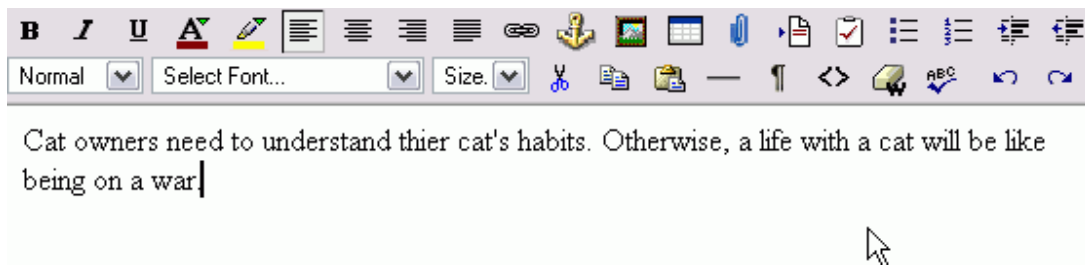 B I U A
Normal Select Font... Size. ¶ <> W ABC
Cat owners need to understand thier cat's habits. Otherwise, a life with a cat will be like
being on a war.